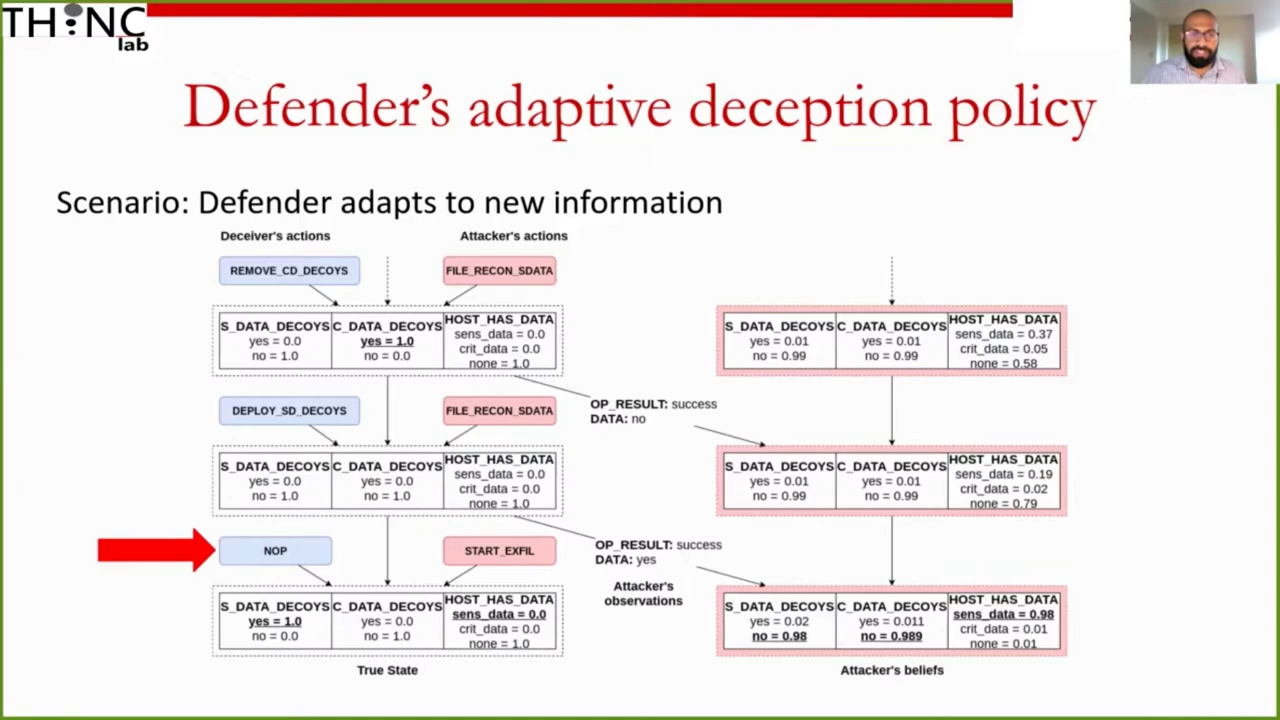 THINC
lab
Defender's adaptive deception policy
Scenario: Defender adapts to new information
Deceiver's actions
Attacker's actions
REMOVE_CD_DECOYS
FILE_RECON_SDATA
S_DATA_DECOYS
yes = 0.0
no = 1.0
C_DATA_DECOYS
yes = 1.0
no = 0.0
HOST_HAS_DATA
sens_data = 0.0
crit_data = 0.0
none = 1.0
S_DATA_DECOYS
yes = 0.01
no = 0.99
C_DATA_DECOYS
yes = 0.01
no = 0.99
HOST_HAS_DATA
sens_data = 0.37
crit_data = 0.05
none = 0.58
DEPLOY_SD_DECOYS
FILE_RECON_SDATA
OP_RESULT: success
DATA: no
S_DATA_DECOYS
yes = 0.0
no = 1.0
C_DATA_DECOYS
yes = 0.0
no = 1.0
HOST_HAS_DATA
sens_data = 0.0
crit_data = 0.0
none = 1.0
S_DATA_DECOYS
yes = 0.01
no = 0.99
C_DATA_DECOYS
yes = 0.01
no = 0.99
HOST_HAS_DATA
sens_data = 0.19
crit_data = 0.02
none = 0.79
NOP
START_EXFIL
OP_RESULT: success
DATA: yes
Attacker's
observations
S_DATA_DECOYS
yes = 1.0
no = 0.0
C_DATA_DECOYS
yes = 0.0
no = 1.0
HOST_HAS_DATA
sens_data = 0.0
crit_data = 0.0
none = 1.0
S_DATA_DECOYS
yes = 0.02
no = 0.98
C_DATA_DECOYS
yes = 0.011
no = 0.989
HOST_HAS_DATA
sens_data = 0.98
crit_data = 0.01
none = 0.01
True State
Attacker's beliefs